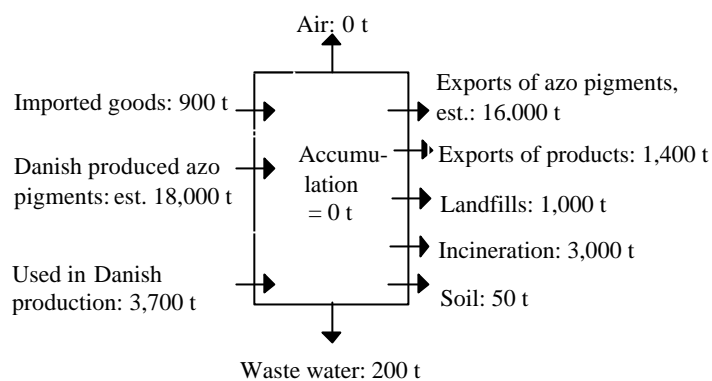 Air: 0 t
Imported goods: 900 t
Danish produced azo
pigments: est. 18,000 t
Used in Danish
production: 3,700 t
Accumu-
lation
= 0 t
Exports of azo pigments,
est.: 16,000 t
Exports of products: 1,400 t
Landfills: 1,000 t
Incineration: 3,000 t
Soil: 50 t
Waste water: 200 t